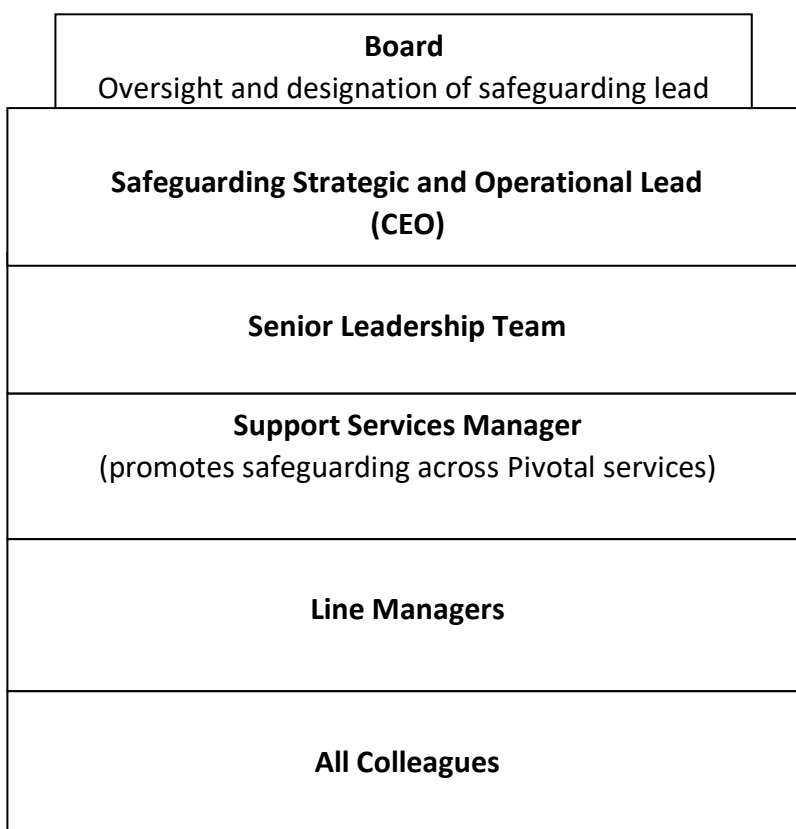 Board
Oversight and designation of safeguarding lead
Safeguarding Strategic and Operational Lead
(CEO)
Senior Leadership Team
Support Services Manager
(promotes safeguarding across Pivotal services)
Line Managers
All Colleagues